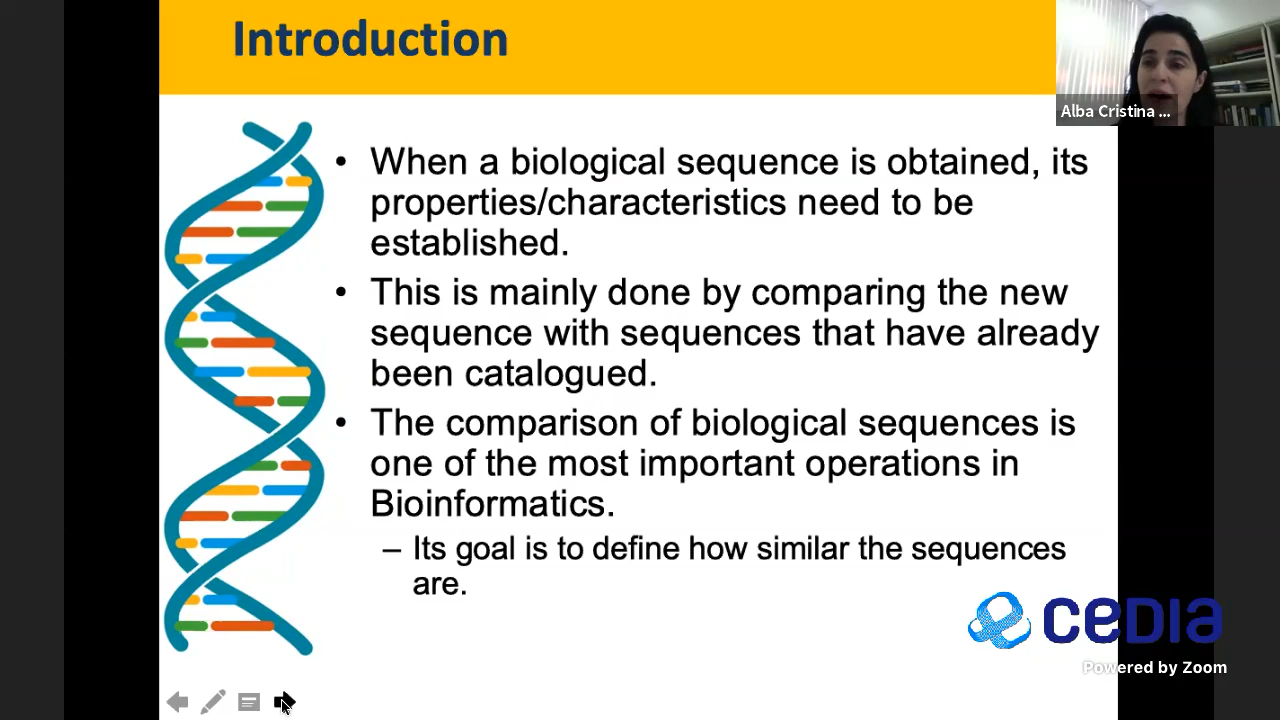 Introduction
Alba Cristina ...
• When a biological sequence is obtained, its
properties/characteristics need to be
established.
• This is mainly done by comparing the new
sequence with sequences that have already
been catalogued.
• The comparison of biological sequences is
one of the most important operations in
Bioinformatics.
– Its goal is to define how similar the sequences
are.
CEDIA
Powered by Zoom